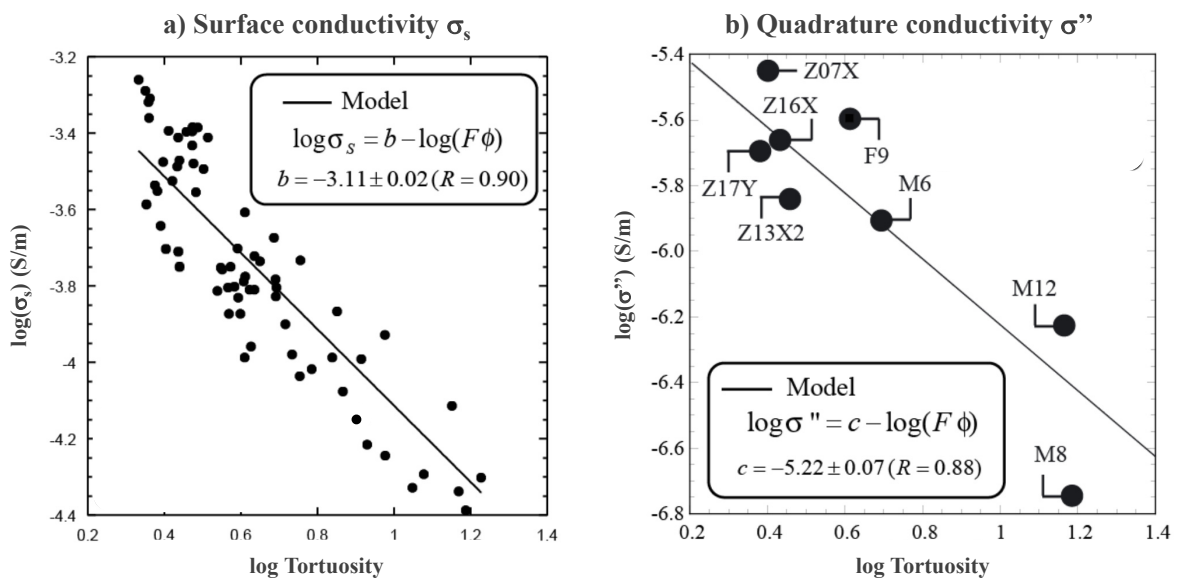 a) Surface conductivity σₛ
-3.2
-3.4
-3.6
-3.8
-4
-4.2
-4.4
log(σₛ) (S/m)
0.2 0.4 0.6 0.8 1 1.2 1.4
log Tortuosity
Model
logσₛ = b − log(Fϕ)
b = −3.11 ± 0.02 (R = 0.90)
b) Quadrature conductivity σ”
-5.4
-5.6
-5.8
-6.0
-6.2
-6.4
-6.6
-6.8
log(σ”) (S/m)
0.2 0.4 0.6 0.8 1 1.2 1.4
log Tortuosity
Z07X
Z16X
F9
Z17Y
M6
Z13X2
M12
M8
Model
logσ " = c − log(F ϕ)
c = −5.22 ± 0.07 (R = 0.88)